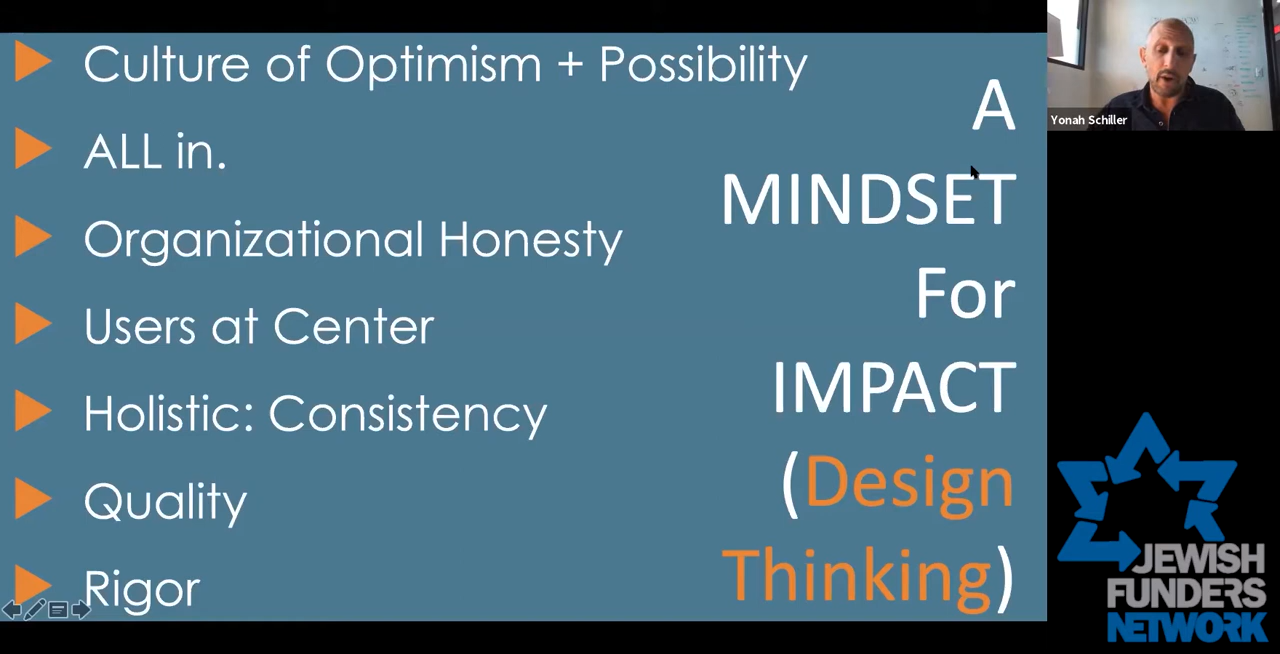 Culture of Optimism + Possibility
ALL in.
Organizational Honesty
Users at Center
Holistic: Consistency
Quality
Rigor
A
MINDSET
For
IMPACT
(Design
Thinking)
Yonah Schiller
JEWISH
FUNDERS
NETWORK